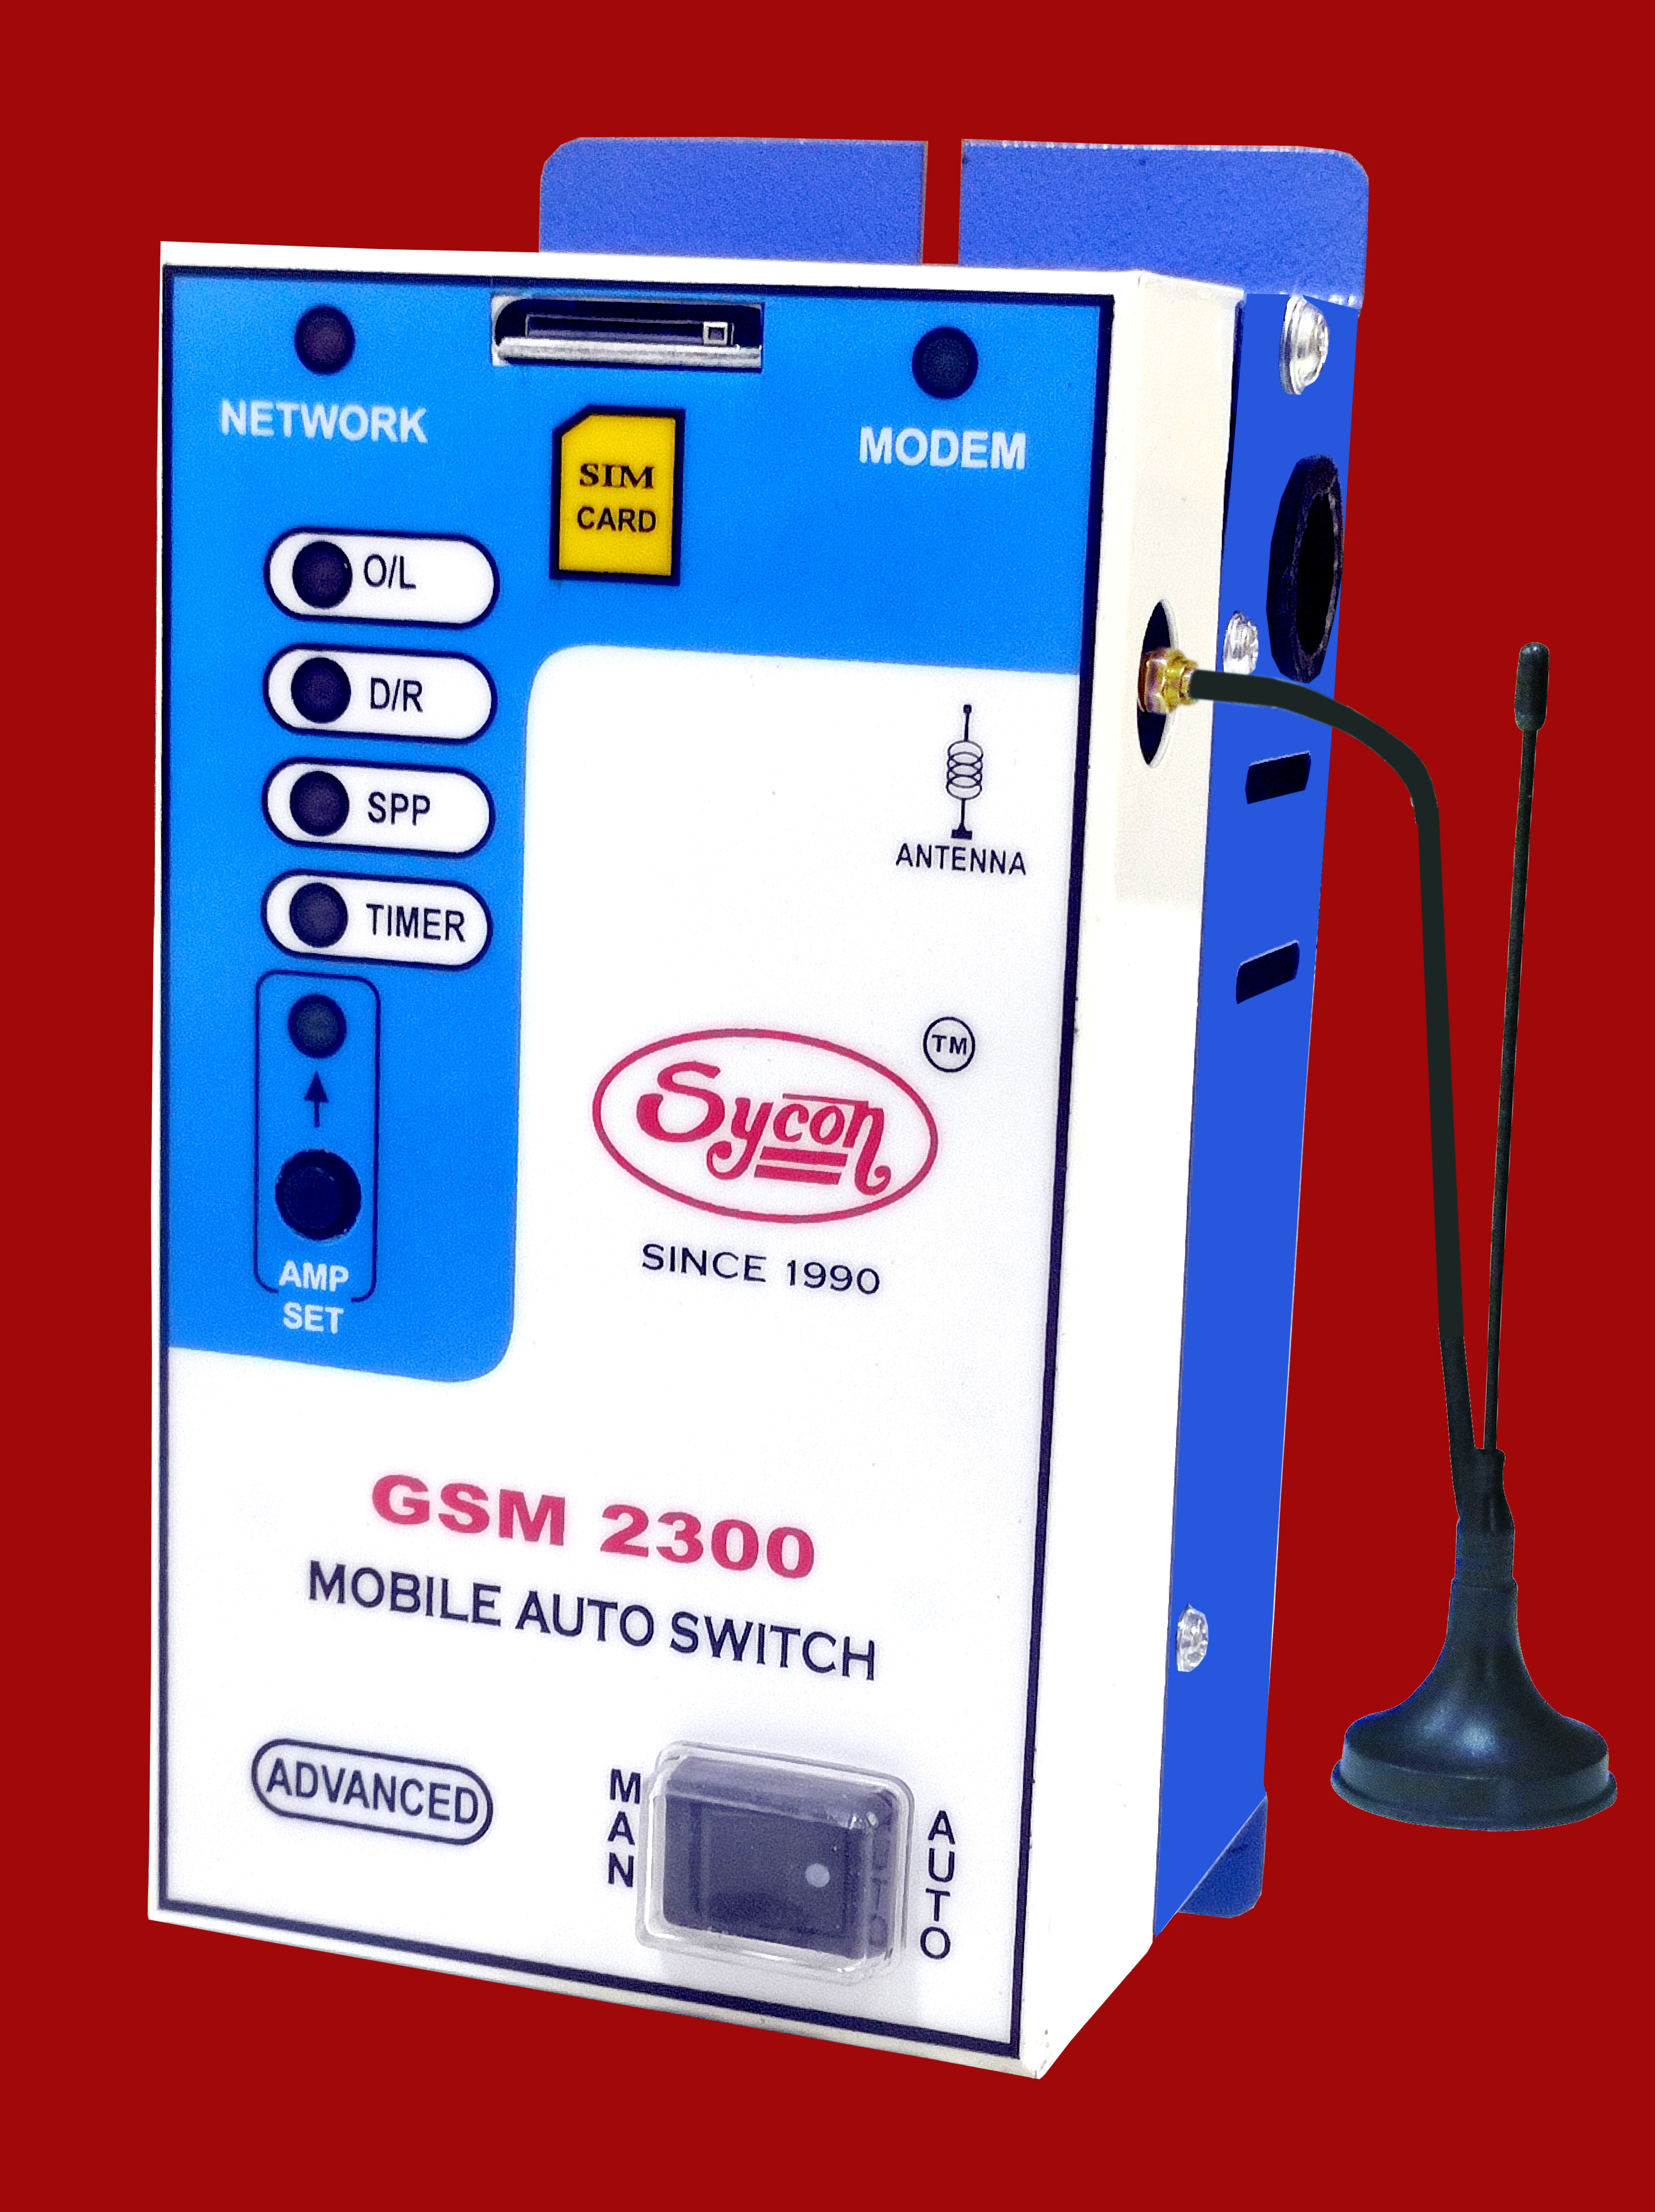 NETWORK
MODEM
SIM
CARD
O/L
D/R
SPP
TIMER
AMP
SET
ANTENNA
TM
Sycon
SINCE 1990
GSM 2300
MOBILE AUTO SWITCH
ADVANCED
MAN
AUTO